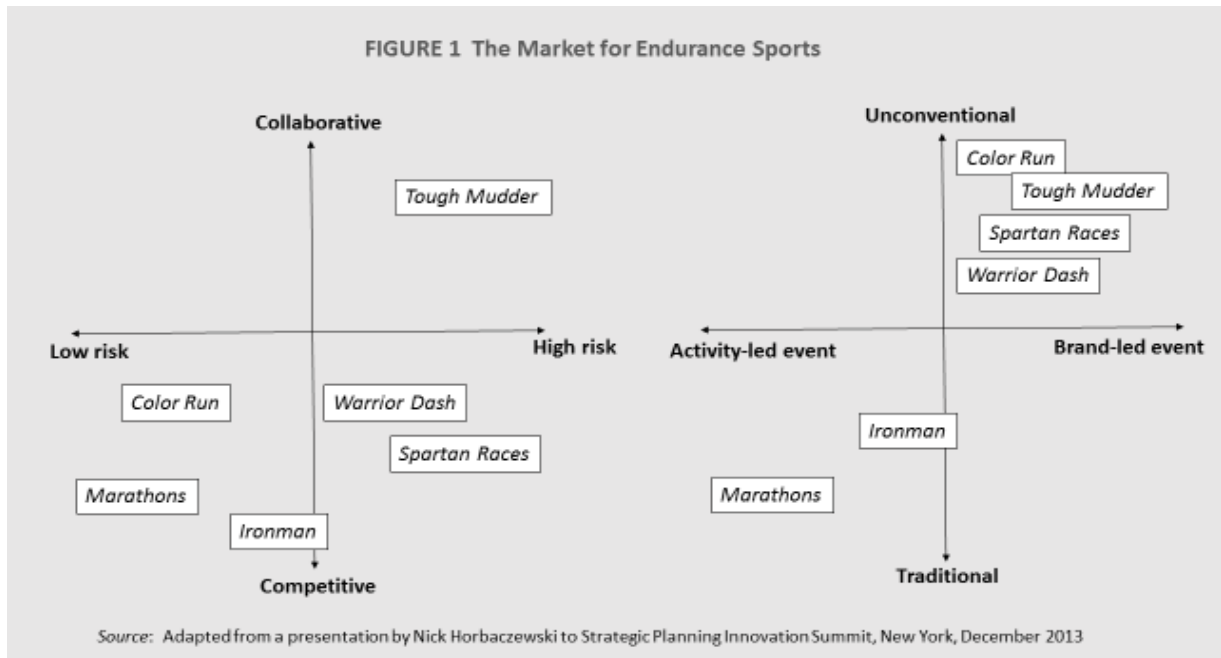 FIGURE 1 The Market for Endurance Sports
Collaborative
Tough Mudder
Low risk
High risk
Color Run
Warrior Dash
Spartan Races
Marathons
Ironman
Competitive
Unconventional
Color Run
Tough Mudder
Spartan Races
Warrior Dash
Activity-led event
Brand-led event
Ironman
Marathons
Traditional
Source: Adapted from a presentation by Nick Horbaczewski to Strategic Planning Innovation Summit, New York, December 2013